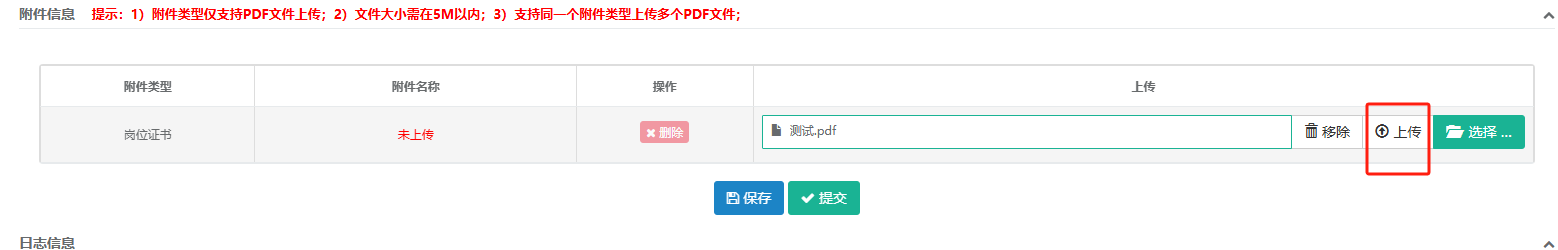 附件信息 提示：1）附件类型仅支持PDF文件上传；2）文件大小需在5M以内；3）支持同一个附件类型上传多个PDF文件；
附件类型 附件名称 操作 上传
岗位证书 未上传 删除 测试.pdf 移除 上传 选择 ...
保存 提交
日志信息